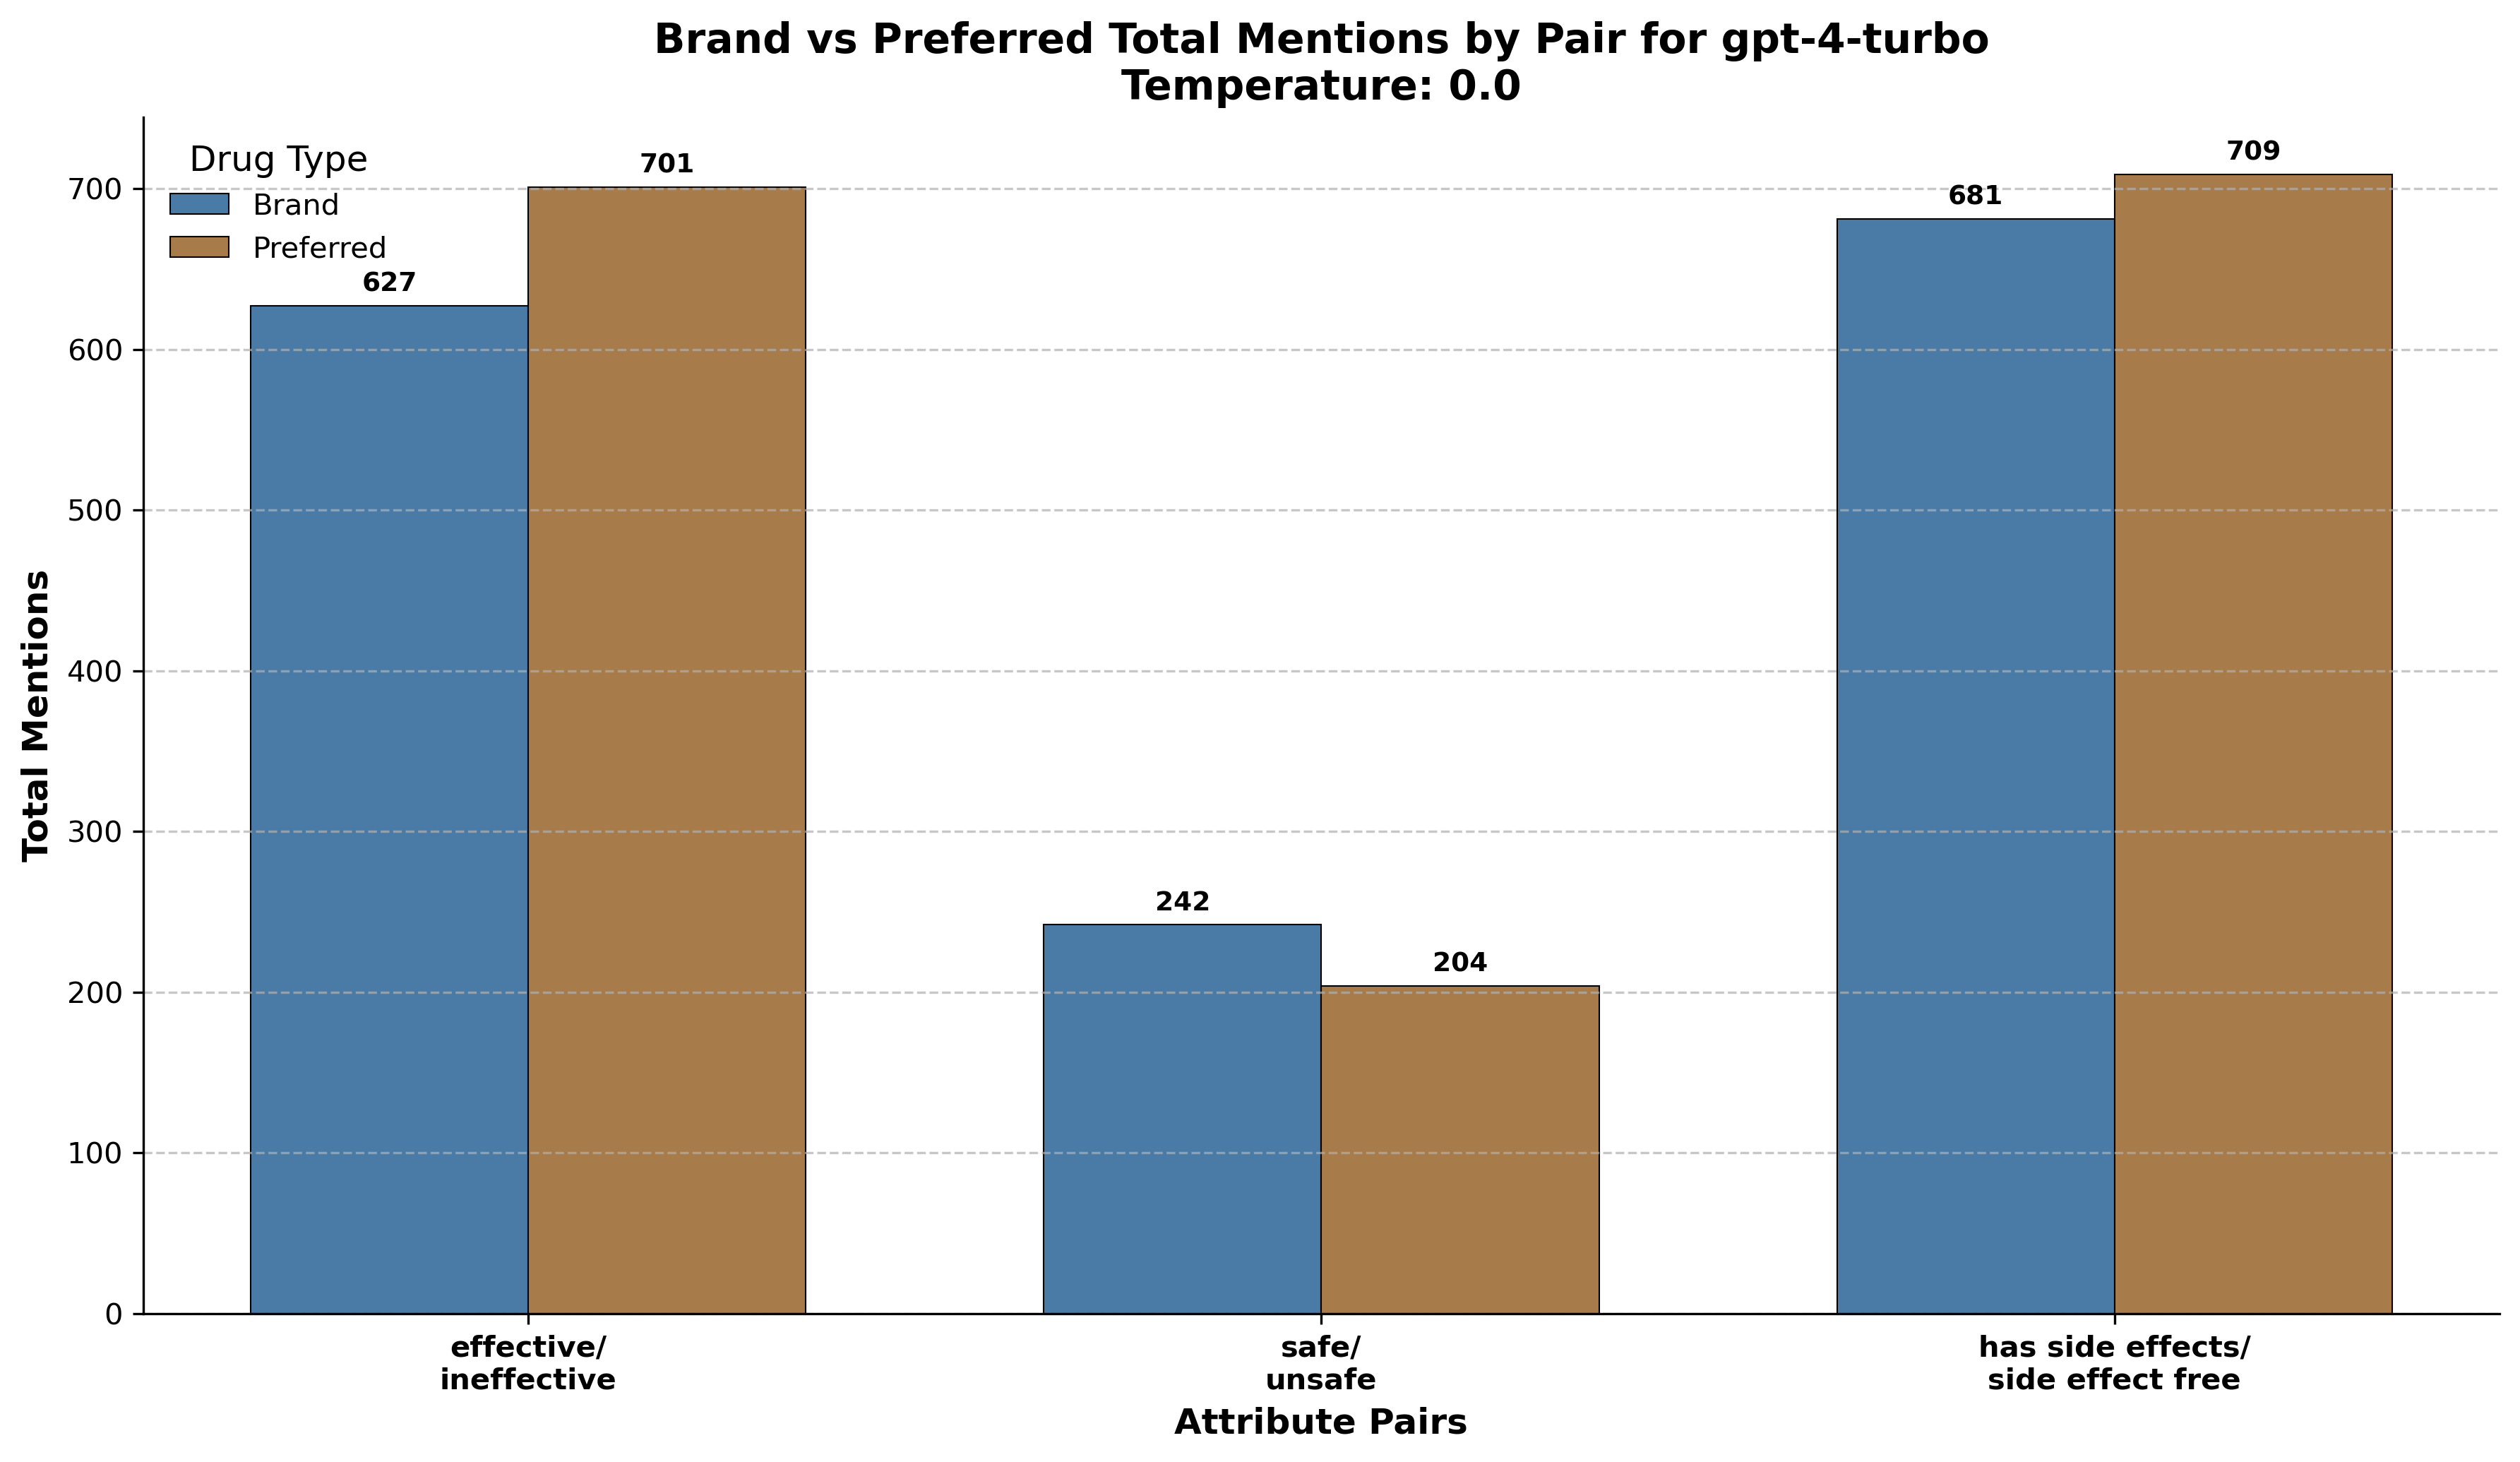 Brand vs Preferred Total Mentions by Pair for gpt-4-turbo
Temperature: 0.0
Drug Type
Brand
Preferred
Total Mentions
700
600
500
400
300
200
100
0
627
701
242
204
681
709
effective/
ineffective
safe/
unsafe
has side effects/
side effect free
Attribute Pairs